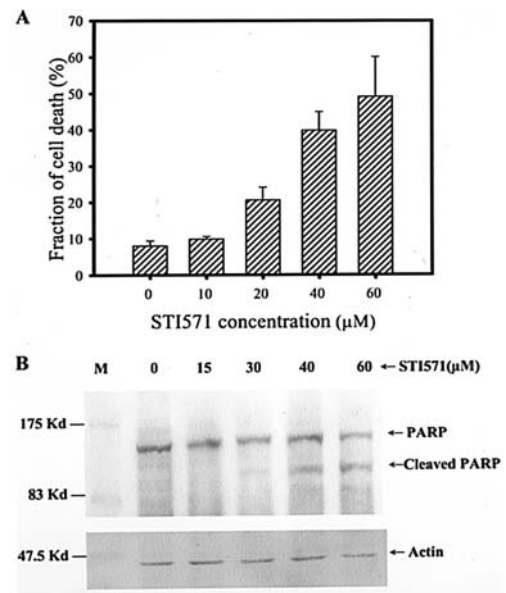 A
Fraction of cell death (%)
70
60
50
40
30
20
10
0
0 10 20 40 60
STI571 concentration (µM)
B
M 0 15 30 40 60 ←STI571(µM)
175 Kd
←PARP
←Cleaved PARP
83 Kd
47.5 Kd
←Actin